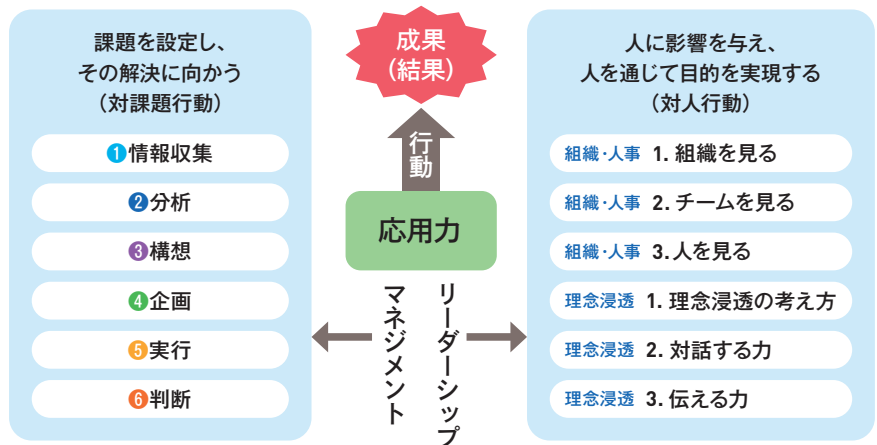 課題を設定し、
その解決に向かう
（対課題行動）
❶情報収集
❷分析
❸構想
❹企画
❺実行
❻判断
成果
（結果）
行動
応用力
マネジメント
リーダーシップ
人に影響を与え、
人を通じて目的を実現する
（対人行動）
組織・人事 1. 組織を見る
組織・人事 2. チームを見る
組織・人事 3. 人を見る
理念浸透 1. 理念浸透の考え方
理念浸透 2. 対話する力
理念浸透 3. 伝える力